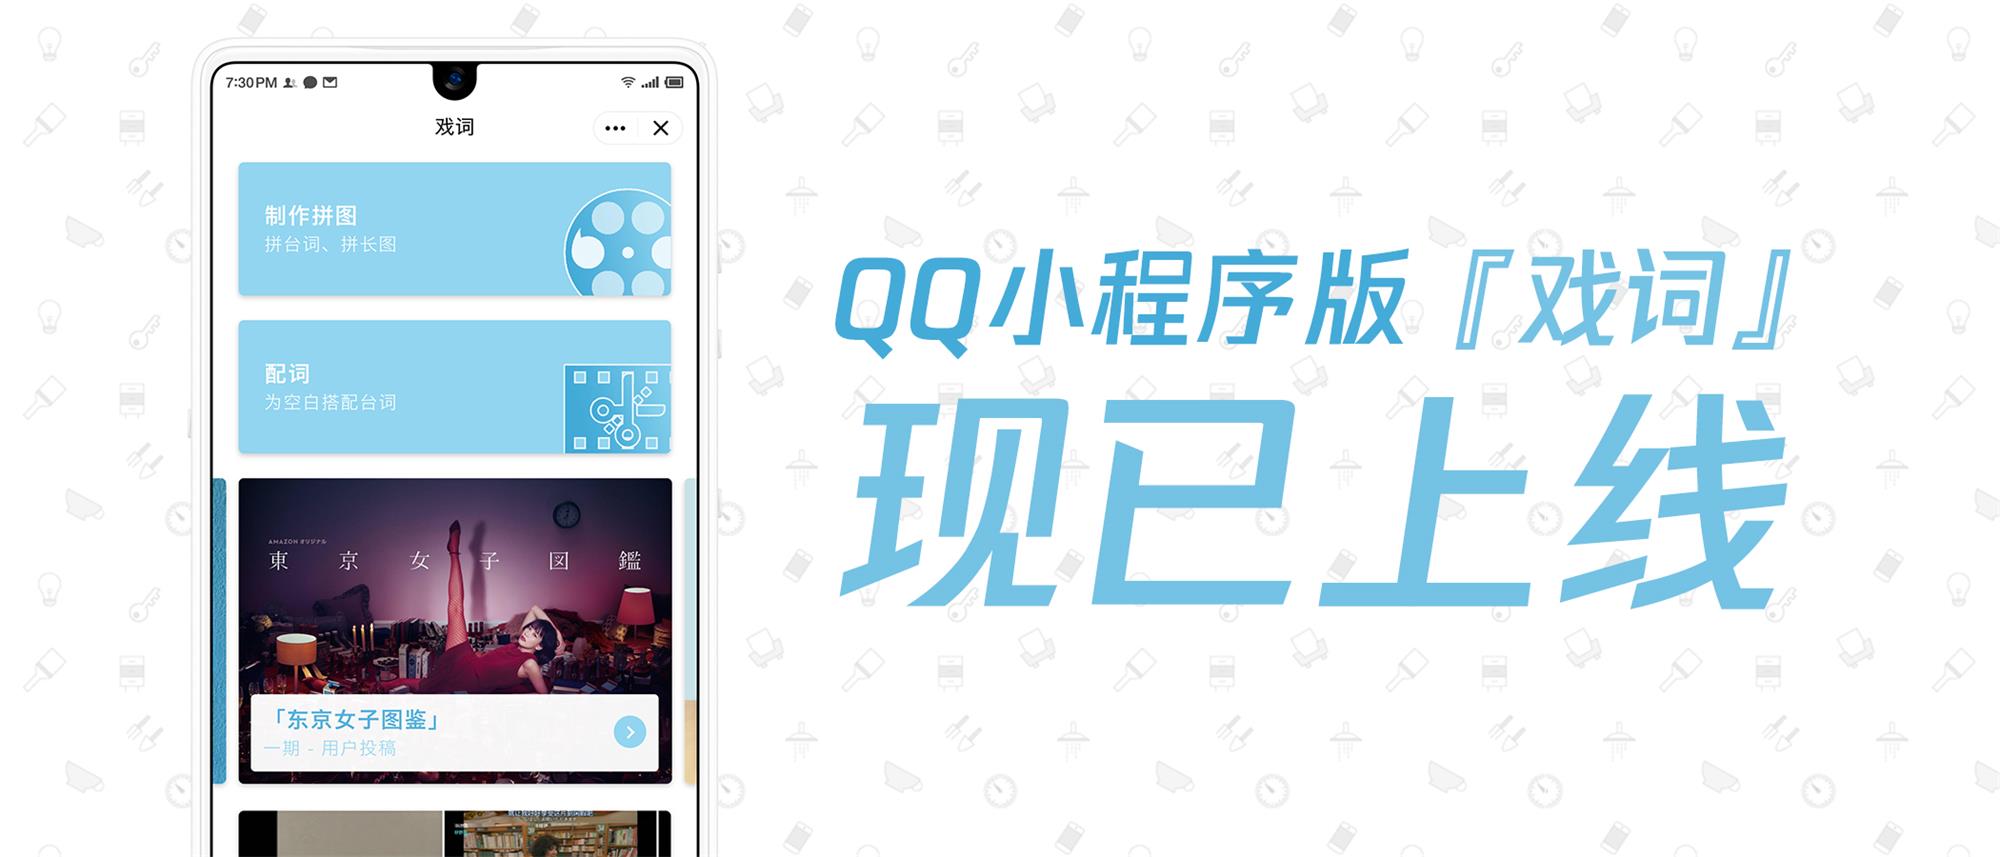 7:30PM
戏词
制作拼图
拼台词、拼长图
配词
为空白搭配台词
AMAZON オリジナル
東京女子図鑑
「东京女子图鉴」
一期 - 用户投稿
QQ小程序版『戏词』
现已上线